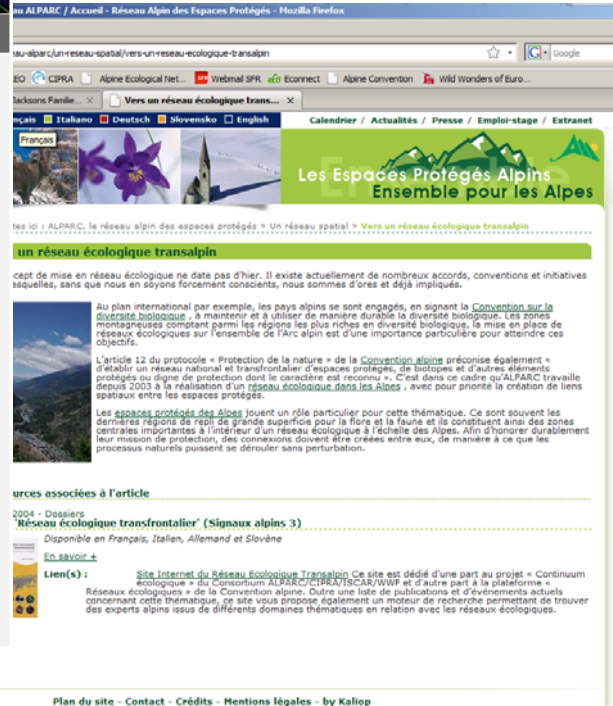 au ALPARC / Accueil - Réseau Alpin des Espaces Protégés - Mozilla Firefox
au-alparc/un-reseau-spatial/vers-un-reseau-ecologique-transalpin
Google
EO CIPRA Alpine Ecological Net... Webmail SFR Econnect Alpine Convention Wild Wonders of Euro...
Jacksons Famile... Vers un réseau écologique trans...
nçais Italiano Deutsch Slovensko English Calendrier / Actualités / Presse / Emploi-stage / Extranet
Français
Les Espaces Protégés Alpins
Ensemble pour les Alpes
tes ici : ALPARC, le réseau alpin des espaces protégés > Un réseau spatial > Vers un réseau écologique transalpin
un réseau écologique transalpin
cept de mise en réseau écologique ne date pas d'hier. Il existe actuellement de nombreux accords, conventions et initiatives
esquelles, sans que nous en soyons forcement conscients, nous sommes d'ores et déjà impliqués.
Au plan international par exemple, les pays alpins se sont engagés, en signant la Convention sur la
diversité biologique , à maintenir et à utiliser de manière durable la diversité biologique. Les zones
montagneuses comptant parmi les régions les plus riches en diversité biologique, la mise en place de
réseaux écologiques sur l'ensemble de l'Arc alpin est d'une importance particulière pour atteindre ces
objectifs.
L'article 12 du protocole « Protection de la nature » de la Convention alpine préconise également «
d'établir un réseau national et transfrontalier d'espaces protégés, de biotopes et d'autres éléments
protégés ou digne de protection dont le caractère est reconnu ». C'est dans ce cadre qu'ALPARC travaille
depuis 2003 à la réalisation d'un réseau écologique dans les Alpes , avec pour priorité la création de liens
spatiaux entre les espaces protégés.
Les espaces protégés des Alpes jouent un rôle particulier pour cette thématique. Ce sont souvent les
dernières régions de repli de grande superficie pour la flore et la faune et ils constituent ainsi des zones
centrales importantes à l'intérieur d'un réseau écologique à l'échelle des Alpes. Afin d'honorer durablement
leur mission de protection, des connexions doivent être créées entre eux, de manière à ce que les
processus naturels puissent se dérouler sans perturbation.
urces associées à l'article
2004 - Dossiers
'Réseau écologique transfrontalier' (Signaux alpins 3)
Disponible en Français, Italien, Allemand et Slovène
En savoir +
Lien(s) : Site Internet du Réseau Ecologique Transalpin Ce site est dédié d'une part au projet « Continuum
écologique » du Consortium ALPARC/CIPRA/ISCAR/WWF et d'autre part à la plateforme «
Réseaux écologiques » de la Convention alpine. Outre une liste de publications et d'événements actuels
concernant cette thématique, ce site vous propose également un moteur de recherche permettant de trouver
des experts alpins issus de différents domaines thématiques en relation avec les réseaux écologiques.
Plan du site - Contact - Crédits - Mentions légales - by Kaliop